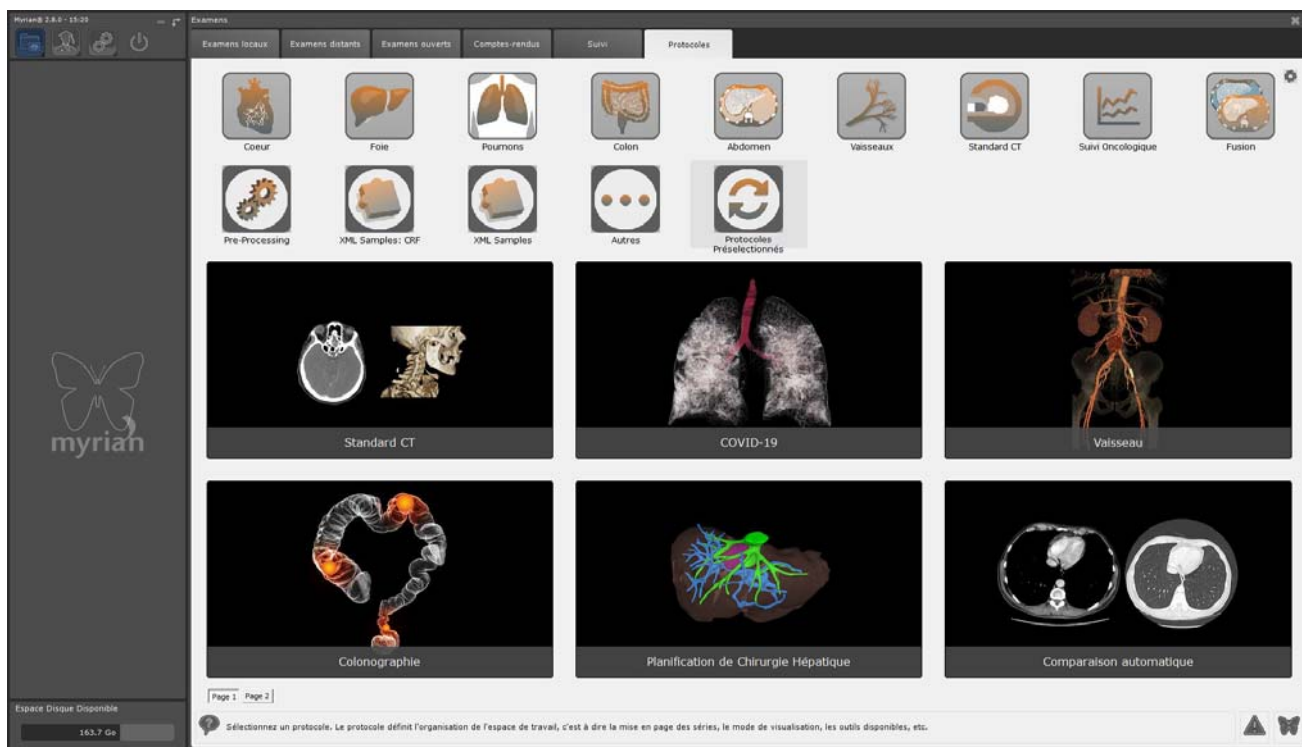 Myrian® 2.8.0 - 15:20
Examens
Examens locaux
Examens distants
Examens ouverts
Comptes-rendus
Suivi
Protocoles
Coeur
Foie
Poumons
Colon
Abdomen
Vaisseaux
Standard CT
Suivi Oncologique
Fusion
Pre-Processing
XML Samples: CRF
XML Samples
Autres
Protocoles
Préselectionnés
Standard CT
COVID-19
Vaisseau
myrian
Colonographie
Planification de Chirurgie Hépatique
Comparaison automatique
Page 1
Page 2
Espace Disque Disponible
163.7 Go
Sélectionnez un protocole. Le protocole définit l'organisation de l'espace de travail, c'est à dire la mise en page des séries, le mode de visualisation, les outils disponibles, etc.